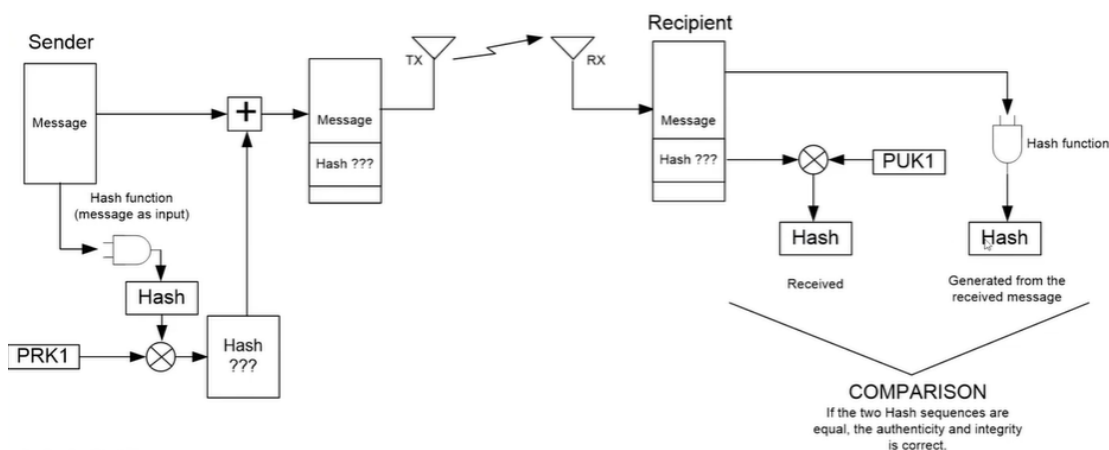 Sender
Message
Hash function
(message as input)
Hash
PRK1
Hash
???
+
Message
Hash ???
TX
RX
Recipient
Message
Hash ???
PUK1
Hash
Received
Hash function
Hash
Generated from the
received message
COMPARISON
If the two Hash sequences are
equal, the authenticity and integrity
is correct.